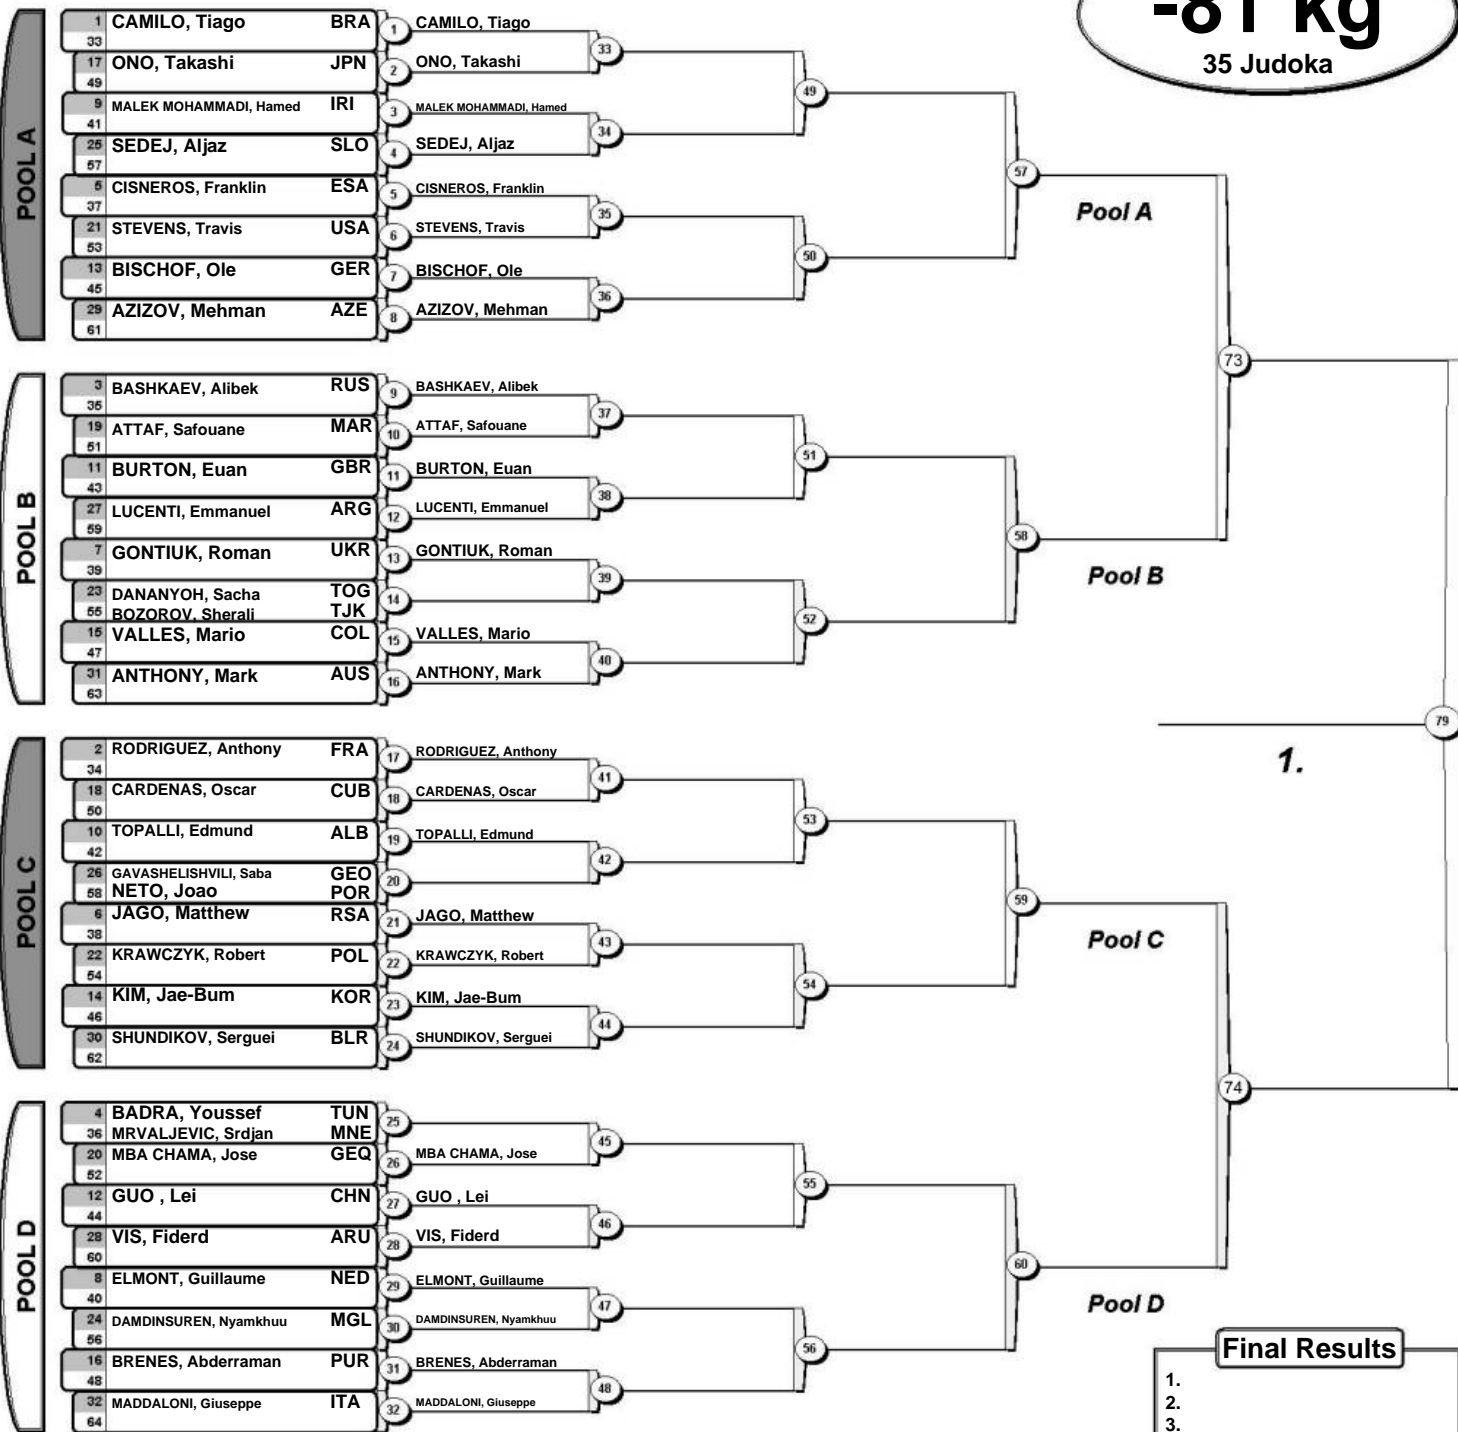 -81 kg
35 Judoka
POOL A
1 CAMILO, Tiago BRA 1 CAMILO, Tiago
33
33
17 ONO, Takashi JPN 2 ONO, Takashi
49
49
9 MALEK MOHAMMADI, Hamed IRI 3 MALEK MOHAMMADI, Hamed
41
34
25 SEDEJ, Aljaz SLO 4 SEDEJ, Aljaz
57
57
5 CISNEROS, Franklin ESA 5 CISNEROS, Franklin
37
35
Pool A
21 STEVENS, Travis USA 6 STEVENS, Travis
53
50
13 BISCHOF, Ole GER 7 BISCHOF, Ole
45
36
29 AZIZOV, Mehman AZE 8 AZIZOV, Mehman
61
73
POOL B
3 BASHKAEV, Alibek RUS 9 BASHKAEV, Alibek
35
37
19 ATTAF, Safouane MAR 10 ATTAF, Safouane
51
51
11 BURTON, Euan GBR 11 BURTON, Euan
43
38
27 LUCENTI, Emmanuel ARG 12 LUCENTI, Emmanuel
59
58
7 GONTIUK, Roman UKR 13 GONTIUK, Roman
39
39
Pool B
23 DANANYOH, Sacha TOG 14
55 BOZOROV, Sherali TJK
52
15 VALLES, Mario COL 15 VALLES, Mario
47
40
31 ANTHONY, Mark AUS 16 ANTHONY, Mark
63
79
1.
POOL C
2 RODRIGUEZ, Anthony FRA 17 RODRIGUEZ, Anthony
34
41
18 CARDENAS, Oscar CUB 18 CARDENAS, Oscar
50
53
10 TOPALLI, Edmund ALB 19 TOPALLI, Edmund
42
42
26 GAVASHELISHVILI, Saba GEO 20
58 NETO, Joao POR
59
6 JAGO, Matthew RSA 21 JAGO, Matthew
38
43
Pool C
22 KRAWCZYK, Robert POL 22 KRAWCZYK, Robert
54
54
14 KIM, Jae-Bum KOR 23 KIM, Jae-Bum
46
44
30 SHUNDIKOV, Serguei BLR 24 SHUNDIKOV, Serguei
62
74
POOL D
4 BADRA, Youssef TUN 25
36 MRVALJEVIC, Srdjan MNE
45
20 MBA CHAMA, Jose GEQ 26 MBA CHAMA, Jose
52
55
12 GUO , Lei CHN 27 GUO , Lei
44
46
28 VIS, Fiderd ARU 28 VIS, Fiderd
60
60
8 ELMONT, Guillaume NED 29 ELMONT, Guillaume
40
47
Pool D
24 DAMDINSUREN, Nyamkhuu MGL 30 DAMDINSUREN, Nyamkhuu
56
56
16 BRENES, Abderraman PUR 31 BRENES, Abderraman
48
48
32 MADDALONI, Giuseppe ITA 32 MADDALONI, Giuseppe
64
Final Results
1.
2.
3.